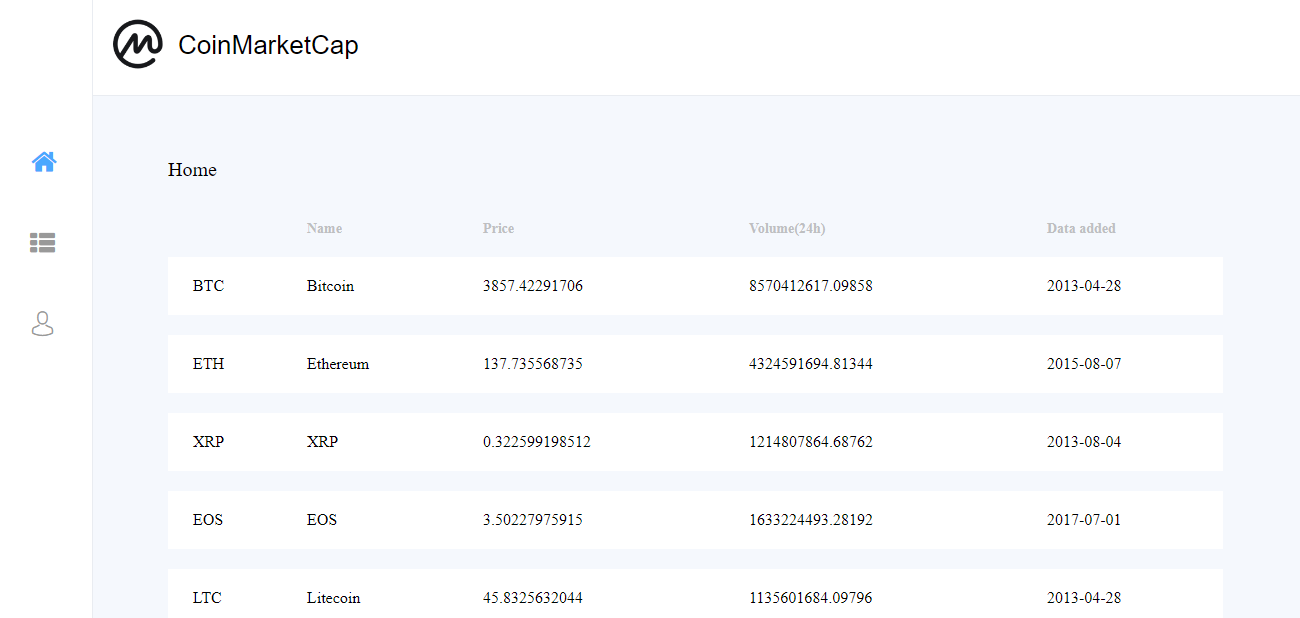 CoinMarketCap
Home
Name Price Volume(24h) Data added
BTC Bitcoin 3857.42291706 8570412617.09858 2013-04-28
ETH Ethereum 137.735568735 4324591694.81344 2015-08-07
XRP XRP 0.322599198512 1214807864.68762 2013-08-04
EOS EOS 3.50227975915 1633224493.28192 2017-07-01
LTC Litecoin 45.8325632044 1135601684.09796 2013-04-28